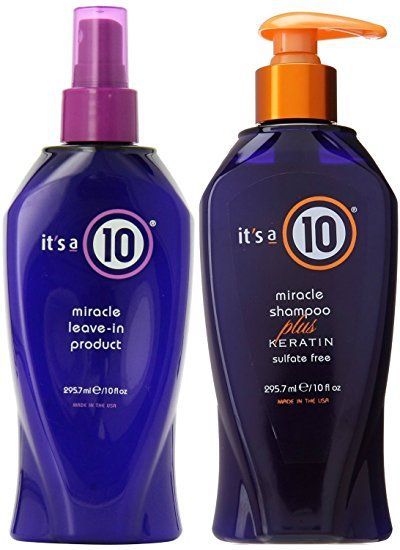 it's a 10®
miracle
leave-in
product
295.7 ml ℮/10 fl oz
MADE IN THE USA
it's a 10®
miracle
shampoo
plus
KERATIN
sulfate free
295.7 ml ℮/10 fl oz
MADE IN THE USA